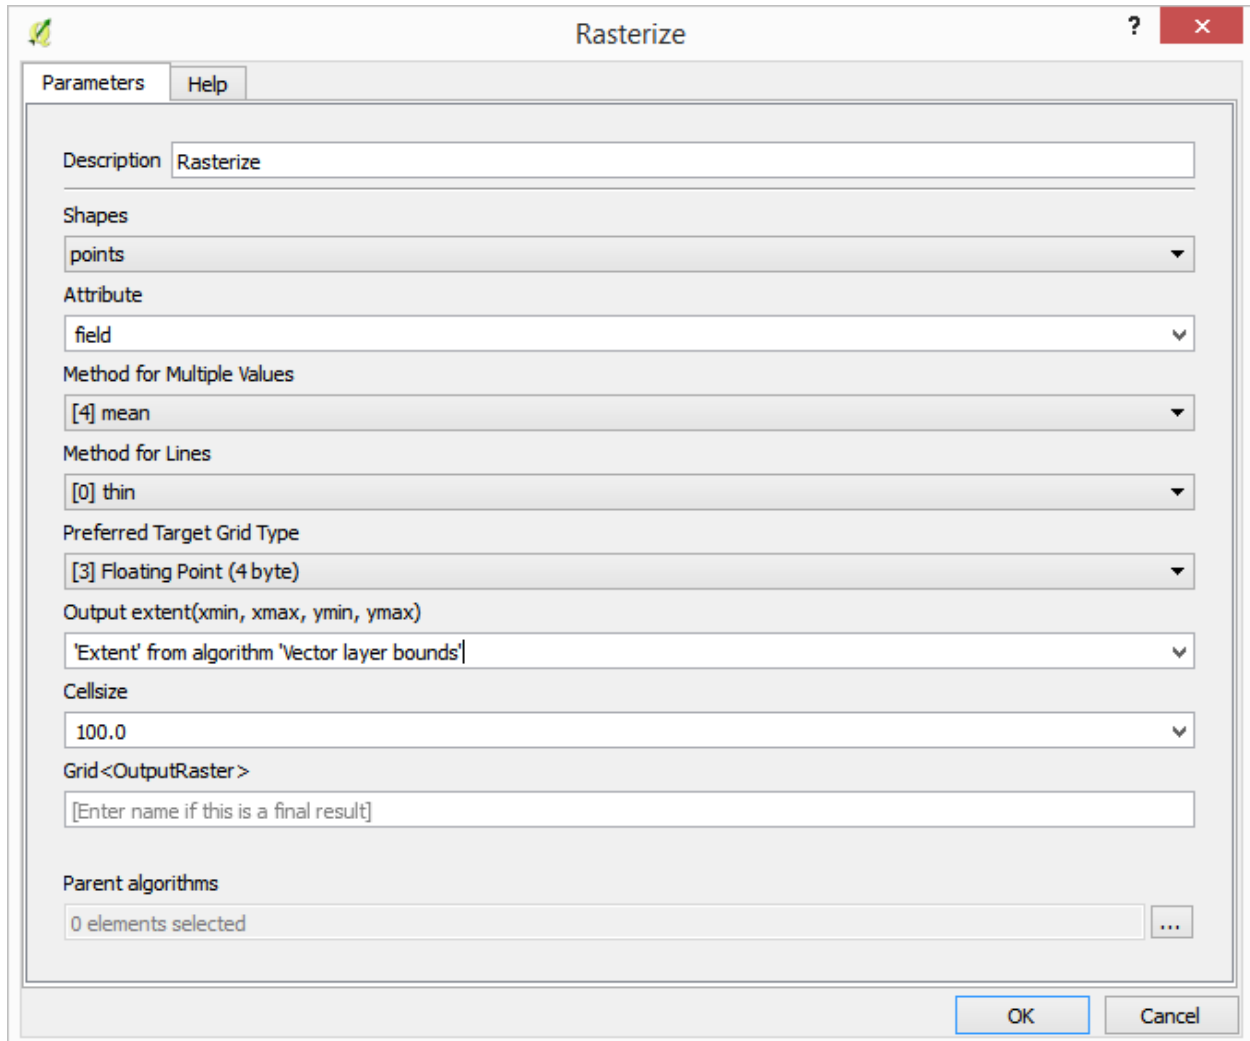 Rasterize
?
×
Parameters
Help
Description
Rasterize
Shapes
points
Attribute
field
Method for Multiple Values
[4] mean
Method for Lines
[0] thin
Preferred Target Grid Type
[3] Floating Point (4 byte)
Output extent(xmin, xmax, ymin, ymax)
'Extent' from algorithm 'Vector layer bounds'
Cellsize
100.0
Grid<OutputRaster>
[Enter name if this is a final result]
Parent algorithms
0 elements selected
...
OK
Cancel